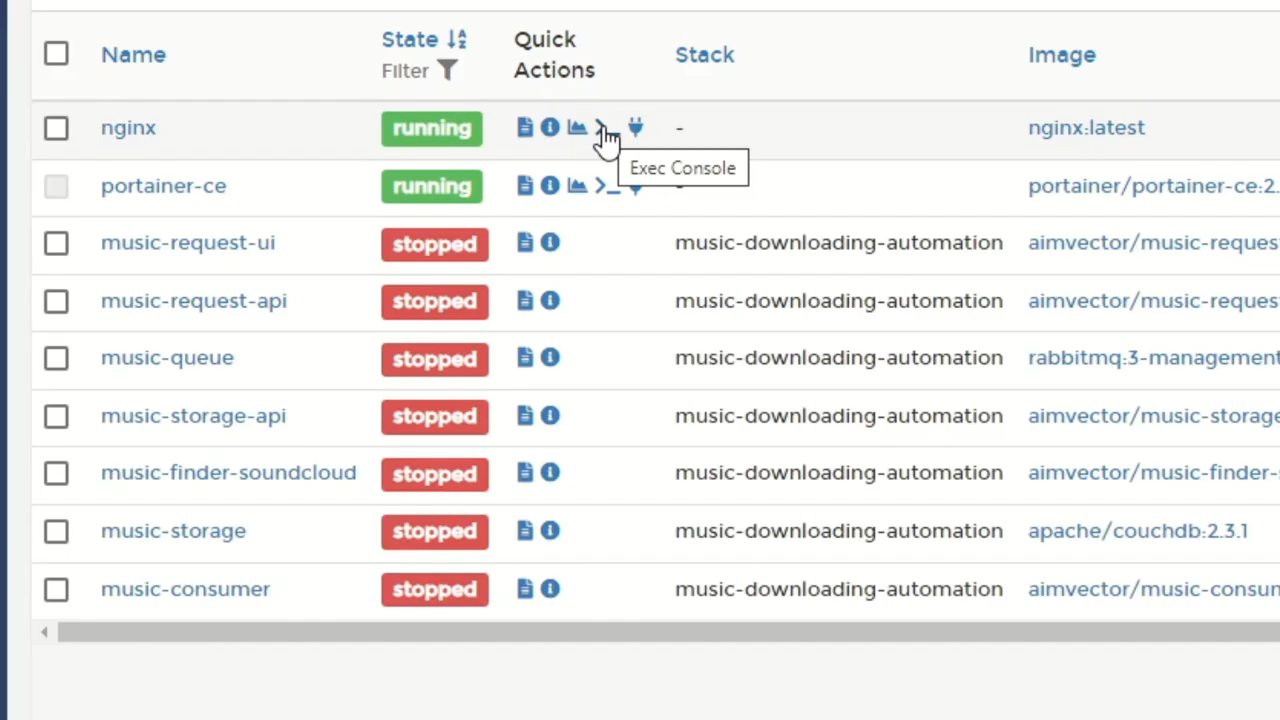 Name State Quick Actions Stack Image
Filter
nginx running - nginx:latest
Exec Console
portainer-ce running portainer/portainer-ce:2.
music-request-ui stopped music-downloading-automation aimvector/music-reques
music-request-api stopped music-downloading-automation aimvector/music-reques
music-queue stopped music-downloading-automation rabbitmq:3-management
music-storage-api stopped music-downloading-automation aimvector/music-storage
music-finder-soundcloud stopped music-downloading-automation aimvector/music-finder-
music-storage stopped music-downloading-automation apache/couchdb:2.3.1
music-consumer stopped music-downloading-automation aimvector/music-consum